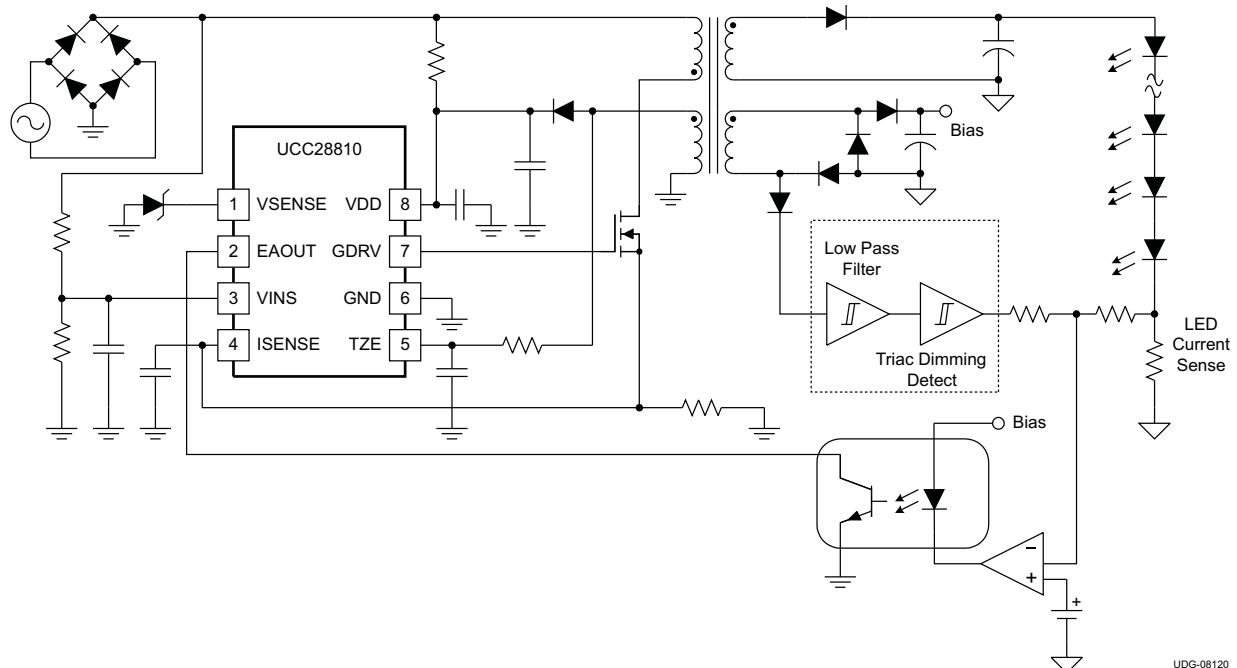 UCC28810
1 VSENSE VDD 8
2 EAOUT GDRV 7
3 VINS GND 6
4 ISENSE TZE 5
Bias
Low Pass
Filter
Triac Dimming
Detect
LED
Current
Sense
Bias
–
+
+
UDG-08120